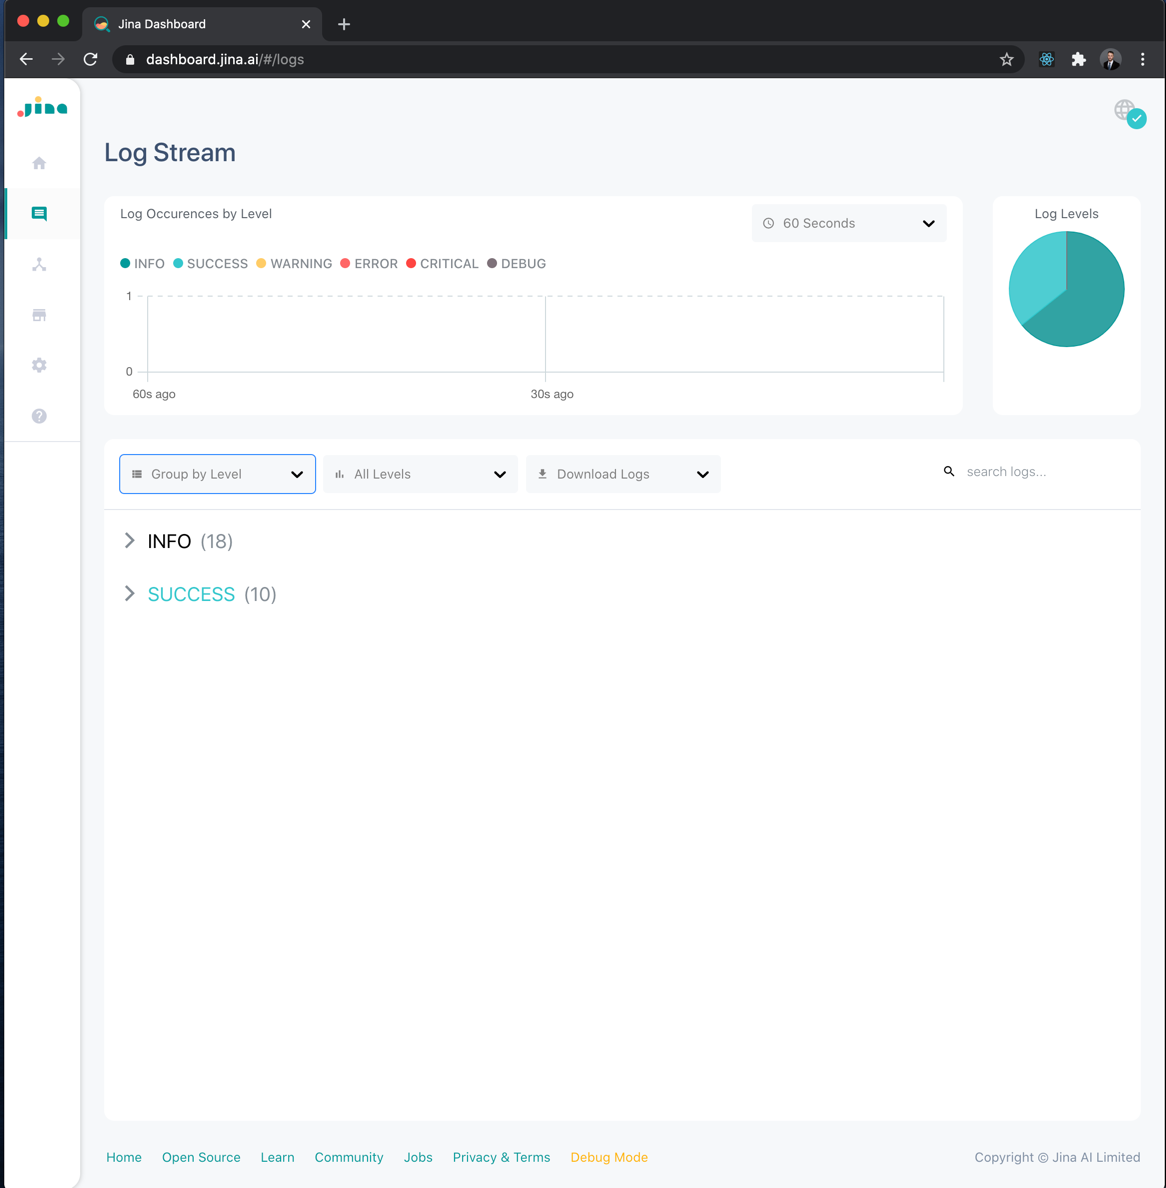 Jina Dashboard
dashboard.jina.ai/#/logs
Jina
Log Stream
Log Occurences by Level
60 Seconds
INFO SUCCESS WARNING ERROR CRITICAL DEBUG
1
0
60s ago 30s ago
Log Levels
Group by Level All Levels Download Logs search logs...
INFO (18)
SUCCESS (10)
Home Open Source Learn Community Jobs Privacy & Terms Debug Mode Copyright © Jina AI Limited